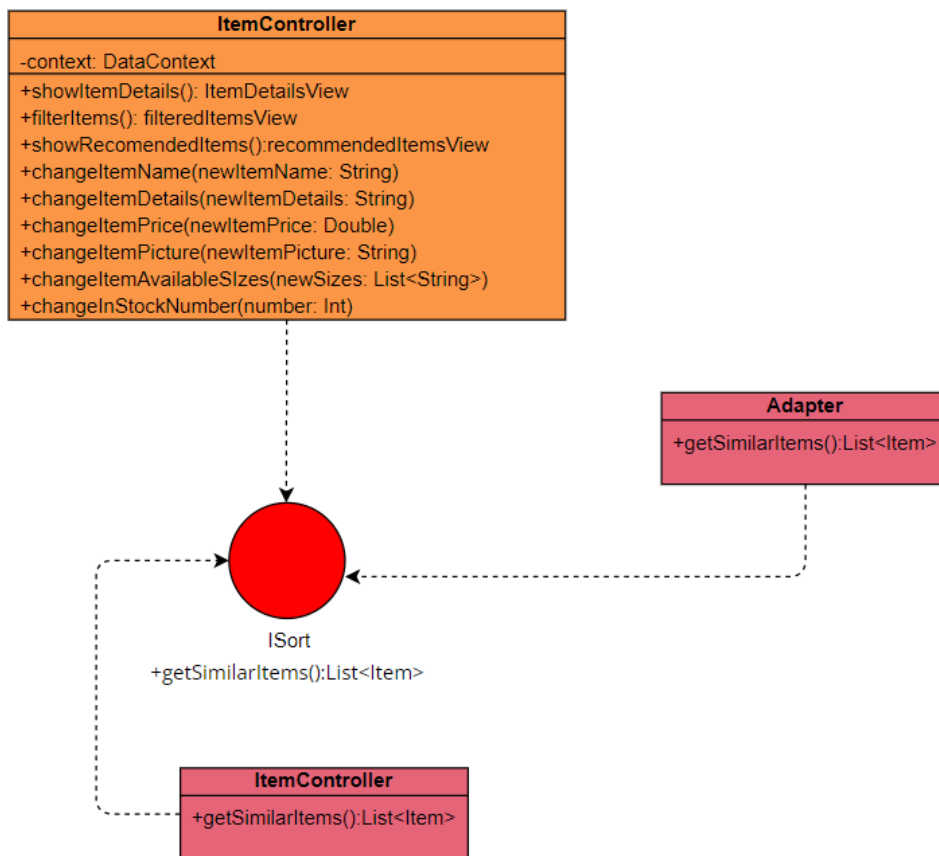 ItemController
-context: DataContext
+showItemDetails(): ItemDetailsView
+filterItems(): filteredItemsView
+showRecomendedItems():recommendedItemsView
+changeItemName(newItemName: String)
+changeItemDetails(newItemDetails: String)
+changeItemPrice(newItemPrice: Double)
+changeItemPicture(newItemPicture: String)
+changeItemAvailableSIzes(newSizes: List<String>)
+changeInStockNumber(number: Int)
Adapter
+getSimilarItems():List<Item>
ISort
+getSimilarItems():List<Item>
ItemController
+getSimilarItems():List<Item>